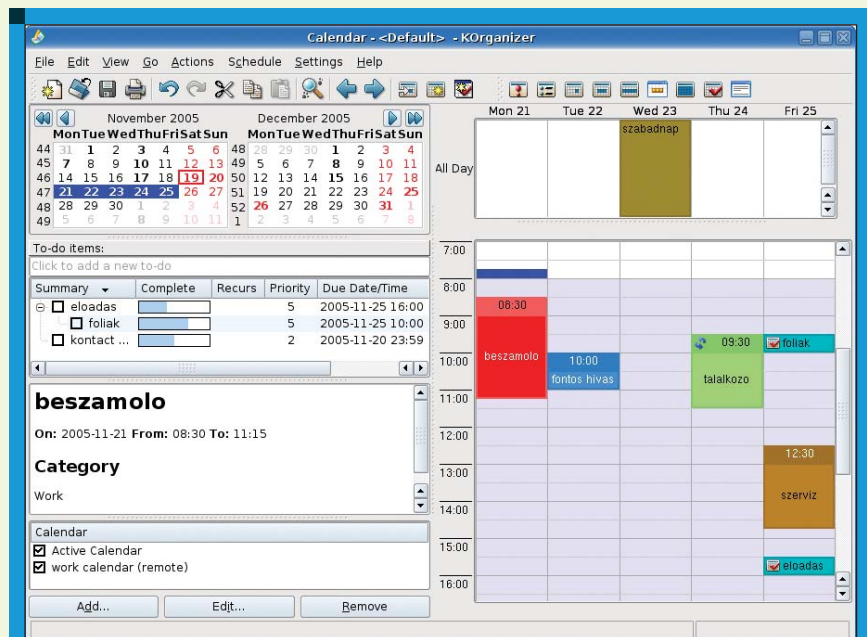 Calendar - <Default> - KOrganizer
File Edit View Go Actions Schedule Settings Help
November 2005 December 2005
Mon Tue Wed Thu Fri Sat Sun Mon Tue Wed Thu Fri Sat Sun
44 31 1 2 3 4 5 6 48 28 29 30 1 2 3 4
45 7 8 9 10 11 12 13 49 5 6 7 8 9 10 11
46 14 15 16 17 18 19 20 50 12 13 14 15 16 17 18
47 21 22 23 24 25 26 27 51 19 20 21 22 23 24 25
48 28 29 30 1 2 3 4 52 26 27 28 29 30 31 1
49 5 6 7 8 9 10 11 1 2 3 4 5 6 7 8
To-do items:
Click to add a new to-do
Summary Complete Recurs Priority Due Date/Time
eloadas 5 2005-11-25 16:00
foliak 5 2005-11-25 10:00
kontact ... 2 2005-11-20 23:59
beszamolo
On: 2005-11-21 From: 08:30 To: 11:15
Category
Work
Calendar
Active Calendar
work calendar (remote)
Add... Edit... Remove
Mon 21 Tue 22 Wed 23 Thu 24 Fri 25
All Day
szabadnap
7:00
8:00
08:30
9:00
09:30 foliak
beszamolo
10:00
10:00
fontos hivas
talalkozo
11:00
12:00
12:30
13:00
szerviz
14:00
15:00
eloadas
16:00